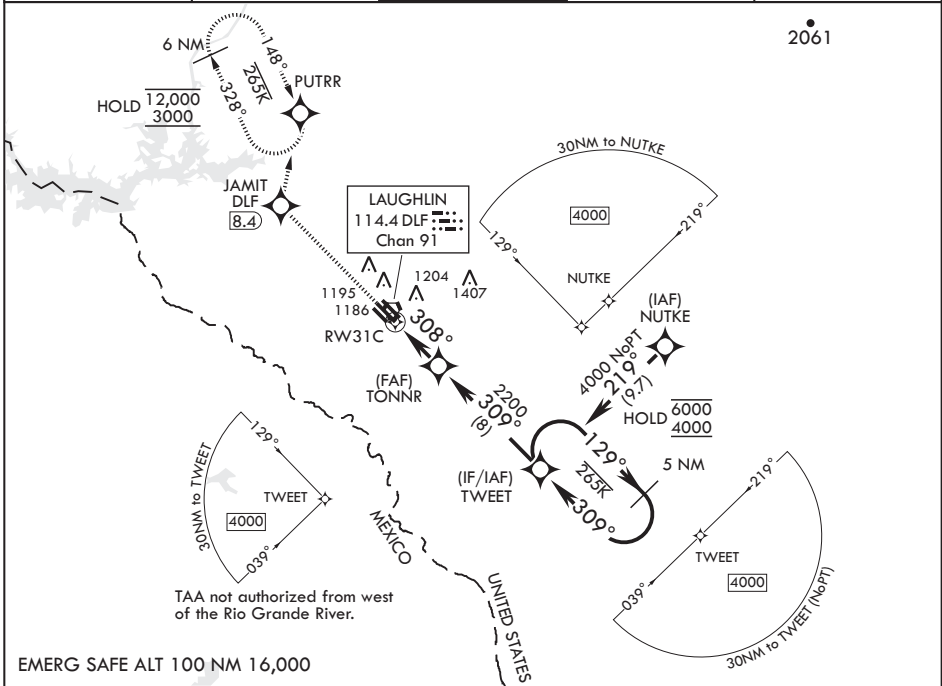 2061
6 NM
148°
265K
328°
PUTRR
HOLD 12,000
3000
JAMIT
DLF
8.4
LAUGHLIN
114.4 DLF
Chan 91
1195
1186
1204
1407
RW31C
308°
(FAF)
TONNR
2200
309°
(8)
(IF/IAF)
TWEET
30NM to NUTKE
4000
129°
219°
NUTKE
(IAF)
NUTKE
4000 NoPT
219°
(9.7)
HOLD 6000
4000
129°
265K
309°
5 NM
30NM to TWEET
129°
TWEET
4000
039°
TAA not authorized from west
of the Rio Grande River.
MEXICO
UNITED STATES
219°
TWEET
4000
039°
30NM to TWEET (NoPT)
EMERG SAFE ALT 100 NM 16,000